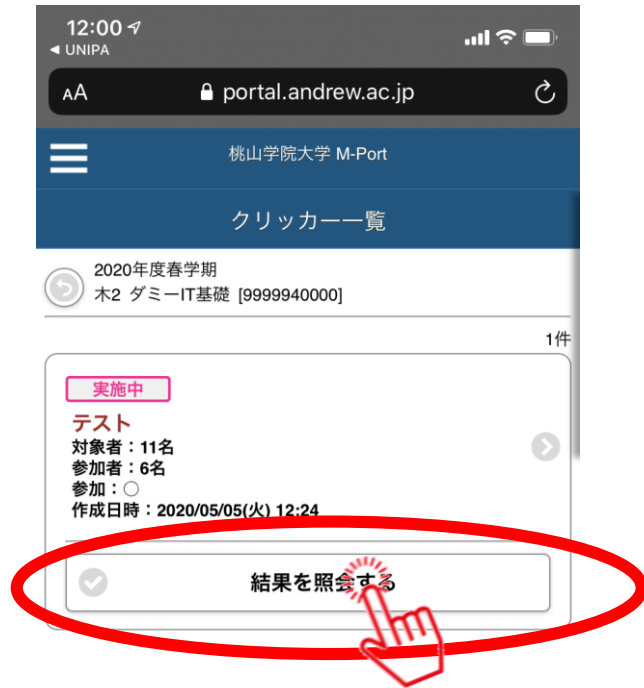 12:00
◀ UNIPA
AA portal.andrew.ac.jp
桃山学院大学 M-Port
クリッカー一覧
2020年度春学期
木2 ダミーIT基礎 [9999940000]
1件
実施中
テスト
対象者：11名
参加者：6名
参加：○
作成日時：2020/05/05(火) 12:24
結果を照会する